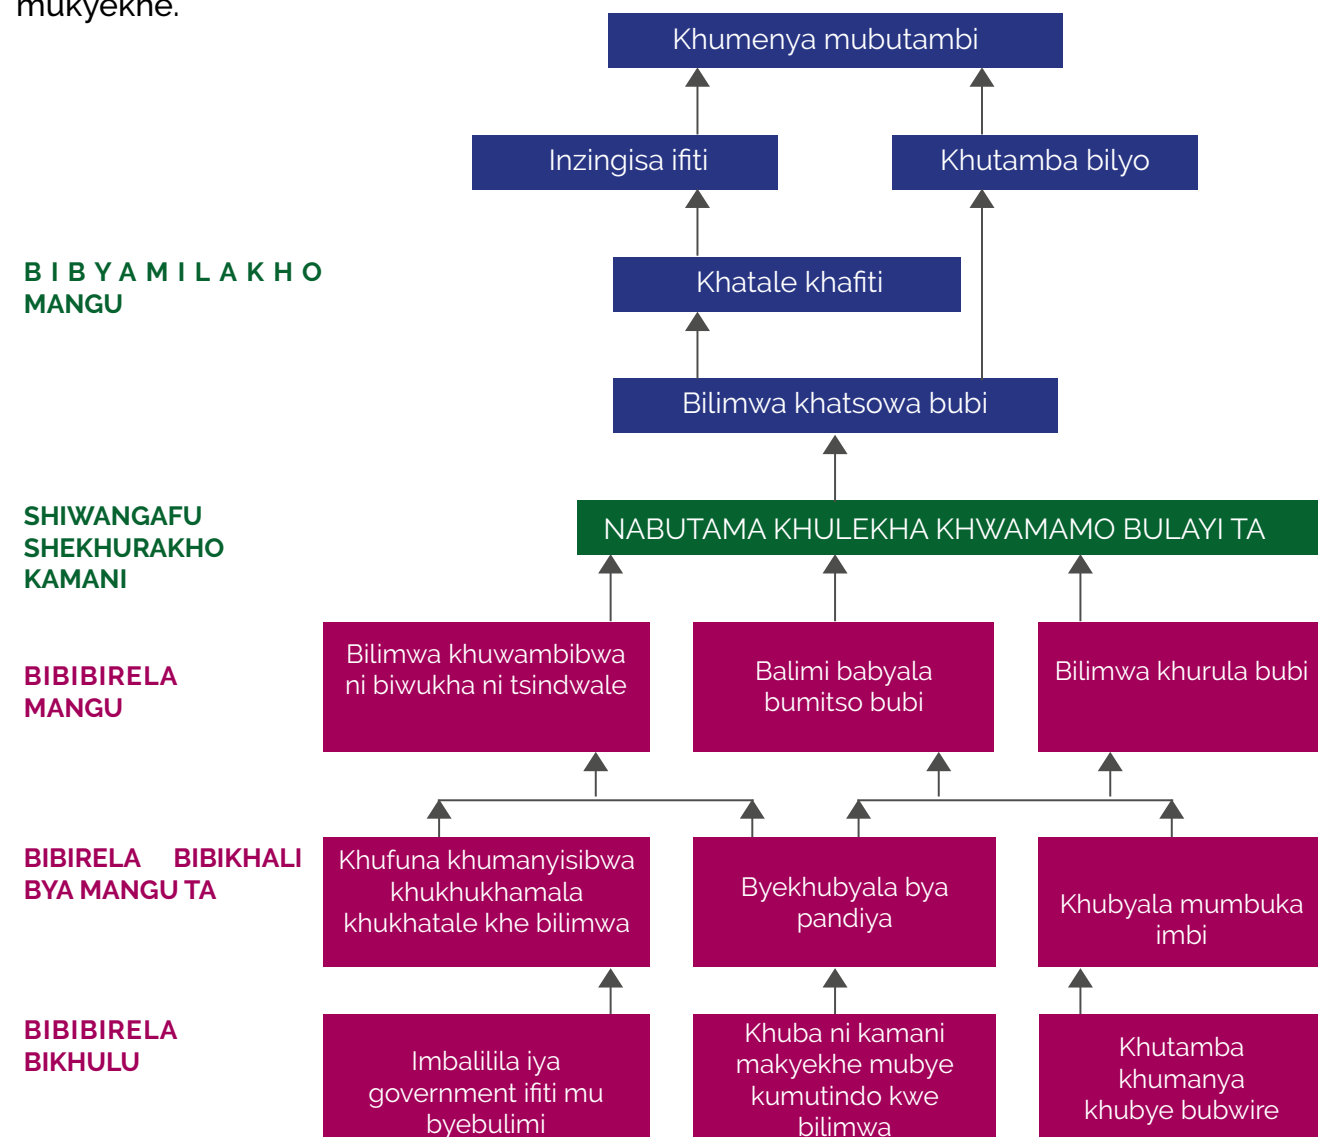 mukyekhe.
Khumenya mubutambi
Inzingisa ifiti
Khutamba bilyo
BIBYAMILAKHO
MANGU
Khatale khafiti
Bilimwa khatsowa bubi
SHIWANGAFU
SHEKHURAKHO
KAMANI
NABUTAMA KHULEKHA KHWAMAMO BULAYI TA
BIBIBIRELA
MANGU
Bilimwa khuwambibwa
ni biwukha ni tsindwale
Balimi babyala
bumitso bubi
Bilimwa khurula bubi
BIBIRELA BIBIKHALI
BYA MANGU TA
Khufuna khumanyisibwa
khukhukhamala
khukhatale khe bilimwa
Byekhubyala bya
pandiya
Khubyala mumbuka
imbi
BIBIBIRELA
BIKHULU
Imbalilila iya
government ifiti mu
byebulimi
Khuba ni kamani
makyekhe mubye
kumutindo kwe
bilimwa
Khutamba
khumanya
khubye bubwire